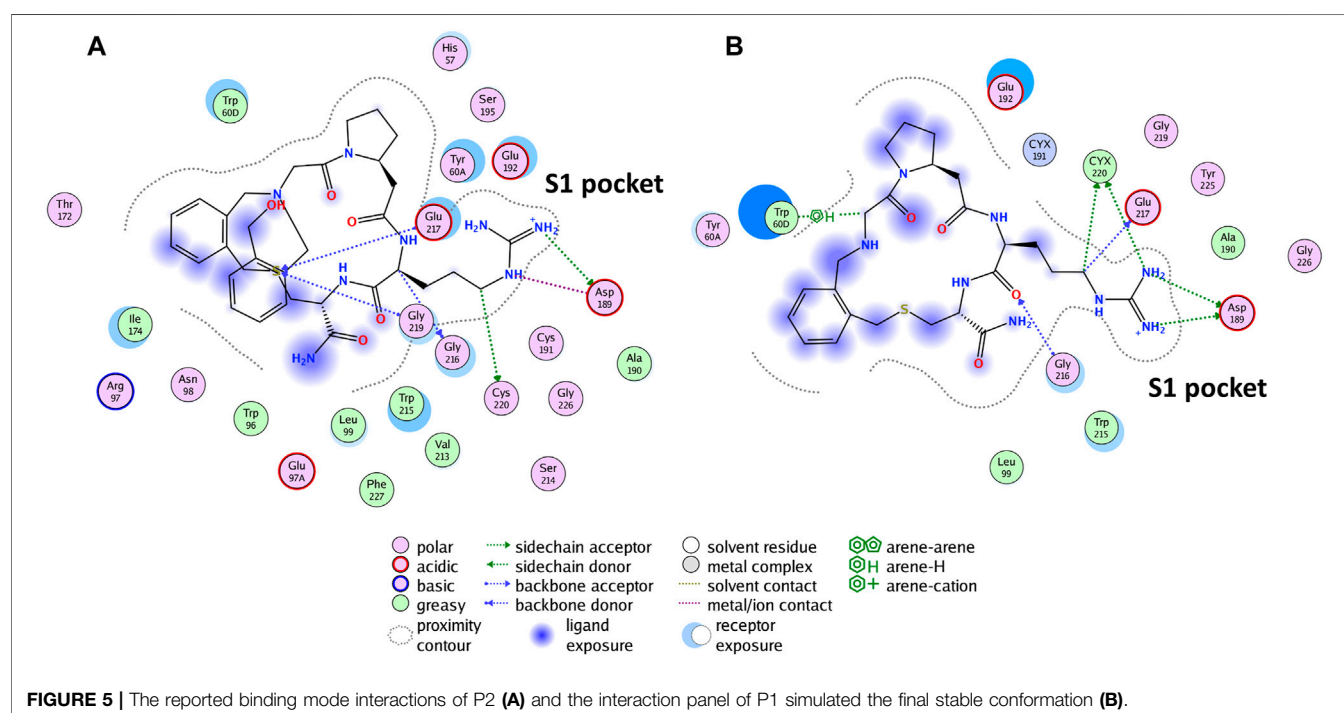 A
His
57
Trp
60D
Ser
195
Tyr
60A
Glu
192
S1 pocket
Thr
172
N
O
N
OH
O
Glu
217
H2N
NH2
+
NH
S
H
N
NH
Asp
189
O
Gly
219
O
H2N
Gly
216
Cys
191
Ile
174
Ala
190
Arg
97
Asn
98
Trp
96
Leu
99
Trp
215
Cys
220
Gly
226
Val
213
Glu
97A
Phe
227
Ser
214
B
Glu
192
CYX
191
Gly
219
CYX
220
Tyr
225
Glu
217
Tyr
60A
Trp
60D
H
N
O
O
NH
NH
Ala
190
Gly
226
HN
O
N
H
NH2
NH2
+
Asp
189
S
NH2
O
Gly
216
S1 pocket
Trp
215
Leu
99
polar
acidic
basic
greasy
proximity
contour
sidechain acceptor
sidechain donor
backbone acceptor
backbone donor
ligand
exposure
solvent residue
metal complex
solvent contact
metal/ion contact
receptor
exposure
arene-arene
H arene-H
+ arene-cation
FIGURE 5 | The reported binding mode interactions of P2 (A) and the interaction panel of P1 simulated the final stable conformation (B).